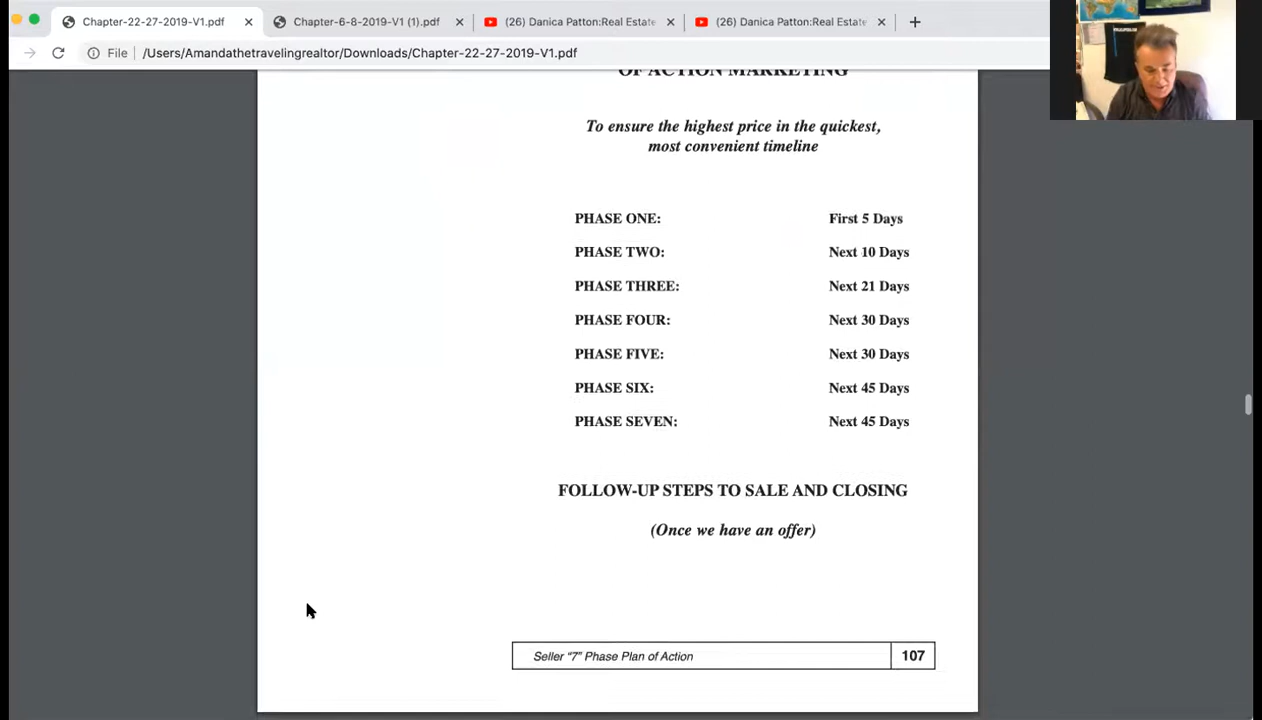 Chapter-22-27-2019-V1.pdf
Chapter-6-8-2019-V1 (1).pdf
(26) Danica Patton:Real Estate
(26) Danica Patton:Real Estate
File
/Users/Amandathetravelingrealtor/Downloads/Chapter-22-27-2019-V1.pdf
OF ACTION MARKETING
To ensure the highest price in the quickest,
most convenient timeline
PHASE ONE: First 5 Days
PHASE TWO: Next 10 Days
PHASE THREE: Next 21 Days
PHASE FOUR: Next 30 Days
PHASE FIVE: Next 30 Days
PHASE SIX: Next 45 Days
PHASE SEVEN: Next 45 Days
FOLLOW-UP STEPS TO SALE AND CLOSING
(Once we have an offer)
Seller “7” Phase Plan of Action 107